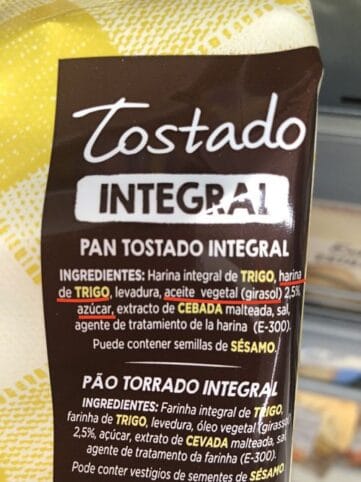 Tostado
INTEGRAL
PAN TOSTADO INTEGRAL
INGREDIENTES: Harina integral de TRIGO, harina
de TRIGO, levadura, aceite vegetal (girasol) 2,5%
azúcar, extracto de CEBADA malteada, sal,
agente de tratamiento de la harina (E-300).
Puede contener semillas de SÉSAMO.
PÃO TORRADO INTEGRAL
INGREDIENTES: Farinha integral de TRIGO,
farinha de TRIGO, levedura, óleo vegetal (girassol)
2,5%, açúcar, extrato de CEVADA malteada, sal,
agente de tratamento da farinha (E-300).
Pode conter vestígios de sementes de SÉSAMO